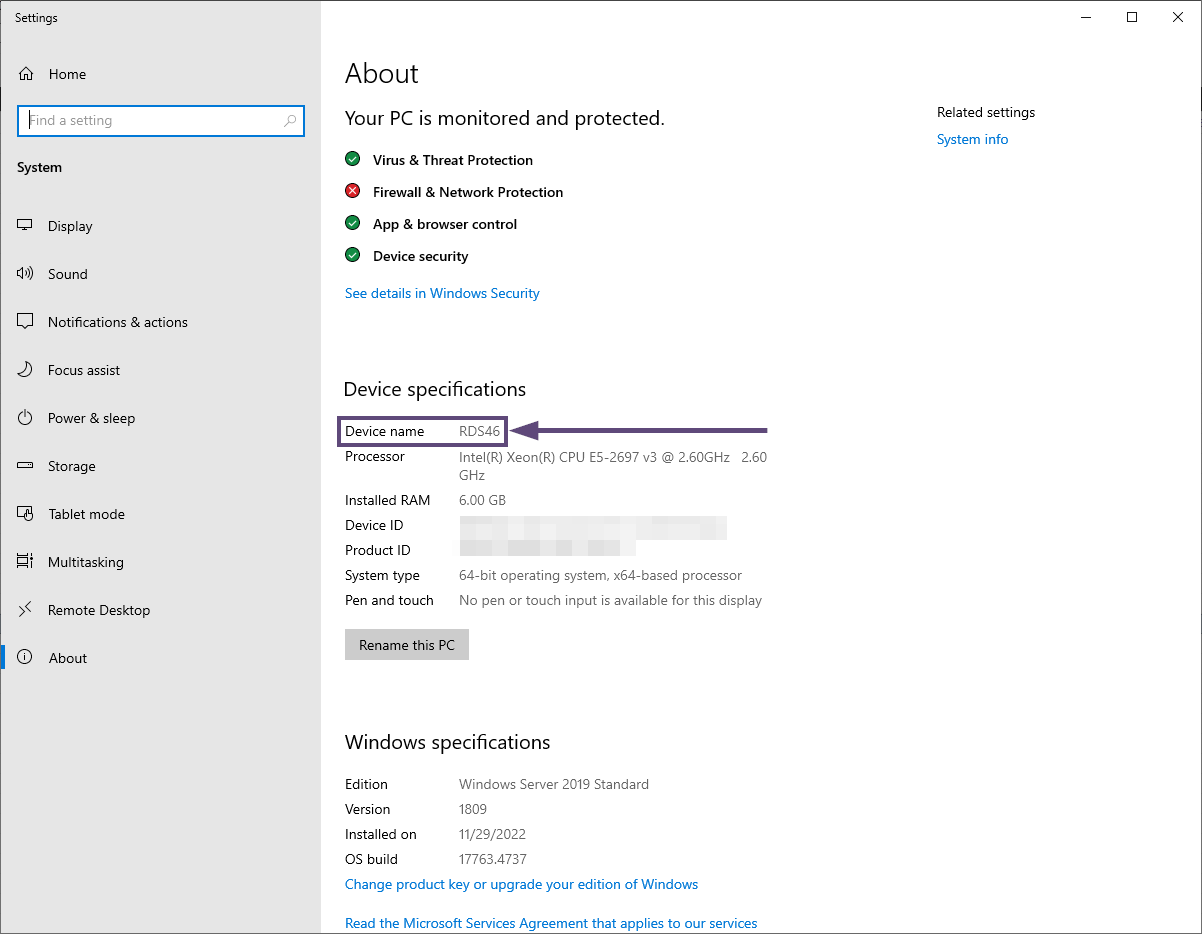 Settings
Home
Find a setting
System
Display
Sound
Notifications & actions
Focus assist
Power & sleep
Storage
Tablet mode
Multitasking
Remote Desktop
About
About
Your PC is monitored and protected.
Virus & Threat Protection
Firewall & Network Protection
App & browser control
Device security
See details in Windows Security
Device specifications
Device name RDS46
Processor Intel(R) Xeon(R) CPU E5-2697 v3 @ 2.60GHz 2.60
GHz
Installed RAM 6.00 GB
Device ID
Product ID
System type 64-bit operating system, x64-based processor
Pen and touch No pen or touch input is available for this display
Rename this PC
Windows specifications
Edition Windows Server 2019 Standard
Version 1809
Installed on 11/29/2022
OS build 17763.4737
Change product key or upgrade your edition of Windows
Read the Microsoft Services Agreement that applies to our services
Related settings
System info